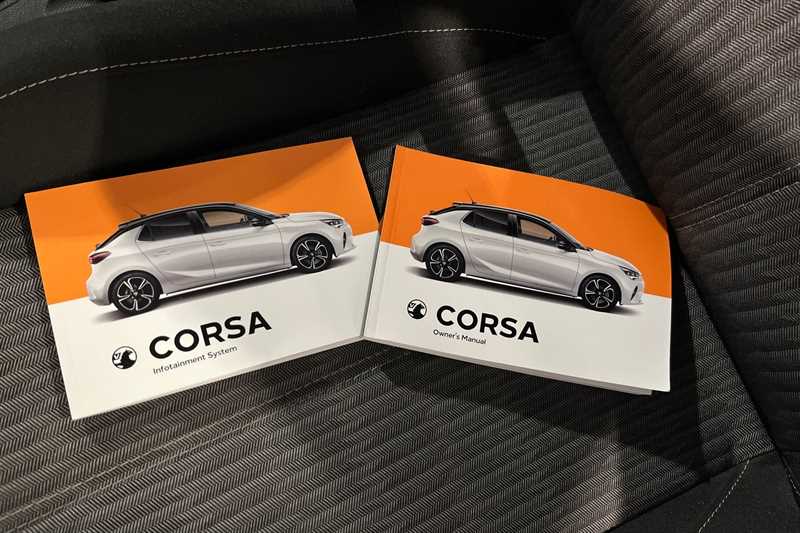 CORSA
Infotainment System
CORSA
Owner's Manual